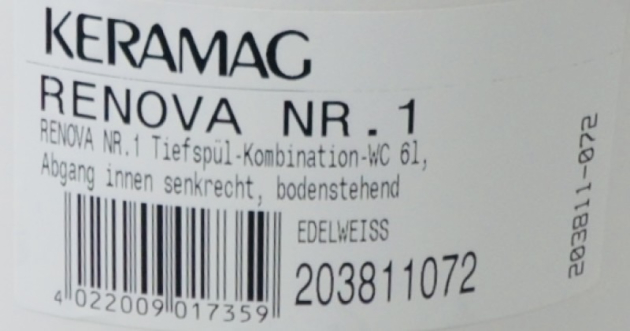 KERAMAG
RENOVA NR.1
RENOVA NR.1 Tiefspül-Kombination-WC 6l,
Abgang innen senkrecht, bodenstehend
EDELWEISS
203811072
4 022009 017359
203811-072